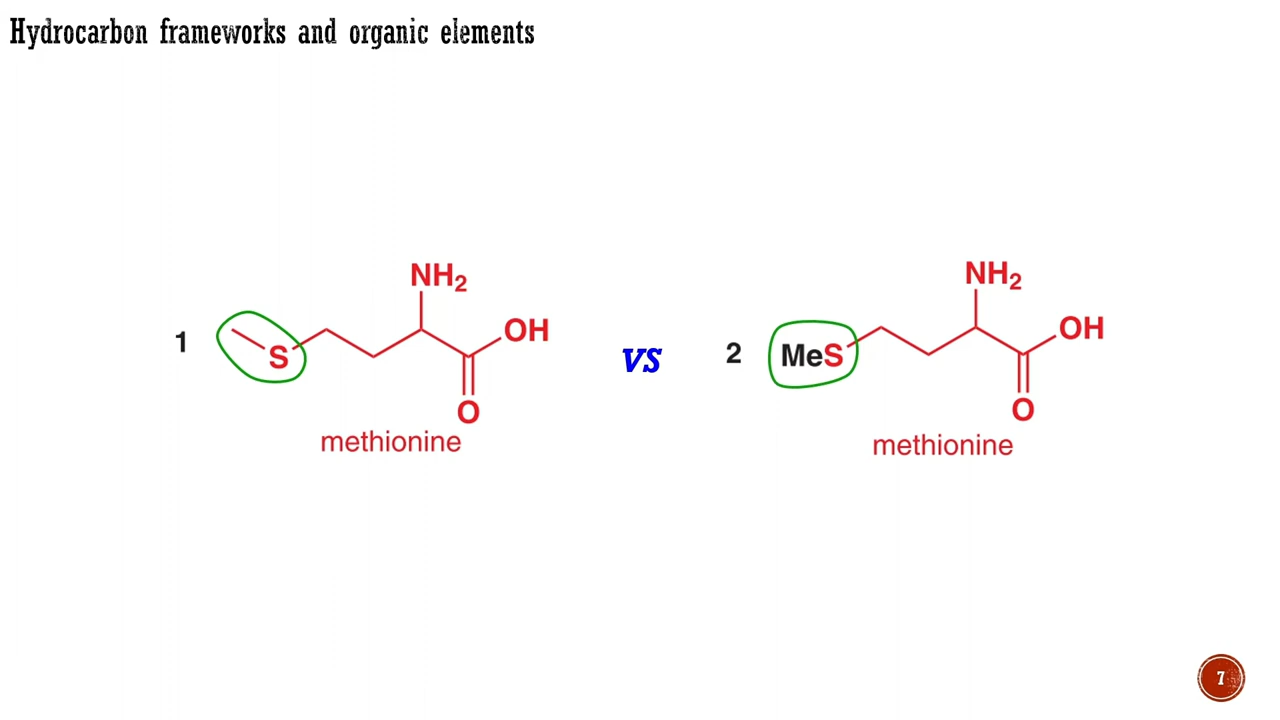 Hydrocarbon frameworks and organic elements
NH₂
OH
1
S
O
methionine
vs
NH₂
OH
2
MeS
O
methionine
7